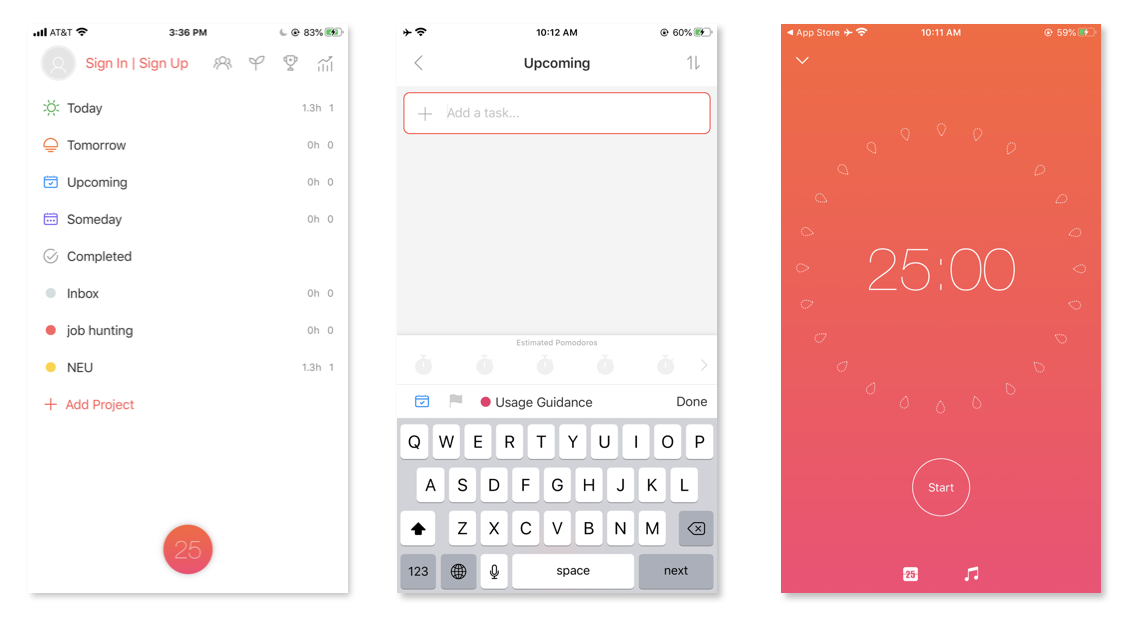 AT&T 3:36 PM 83%
Sign In | Sign Up
Today 1.3h 1
Tomorrow 0h 0
Upcoming 0h 0
Someday 0h 0
Completed
Inbox 0h 0
job hunting 0h 0
NEU 1.3h 1
+ Add Project
25
10:12 AM 60%
Upcoming
+ Add a task...
Estimated Pomodoros
Usage Guidance Done
Q W E R T Y U I O P
A S D F G H J K L
Z X C V B N M
123 space next
App Store 10:11 AM 59%
25:00
Start
25